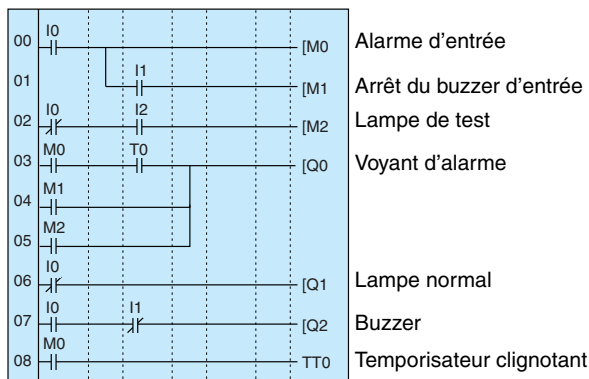 I0
00 [M0 Alarme d'entrée
I1
01 [M1 Arrêt du buzzer d'entrée
I0 I2
02 [M2 Lampe de test
M0 T0
03 [Q0 Voyant d'alarme
M1
04
M2
05
I0
06 [Q1 Lampe normal
I0 I1
07 [Q2 Buzzer
M0
08 TT0 Temporisateur clignotant